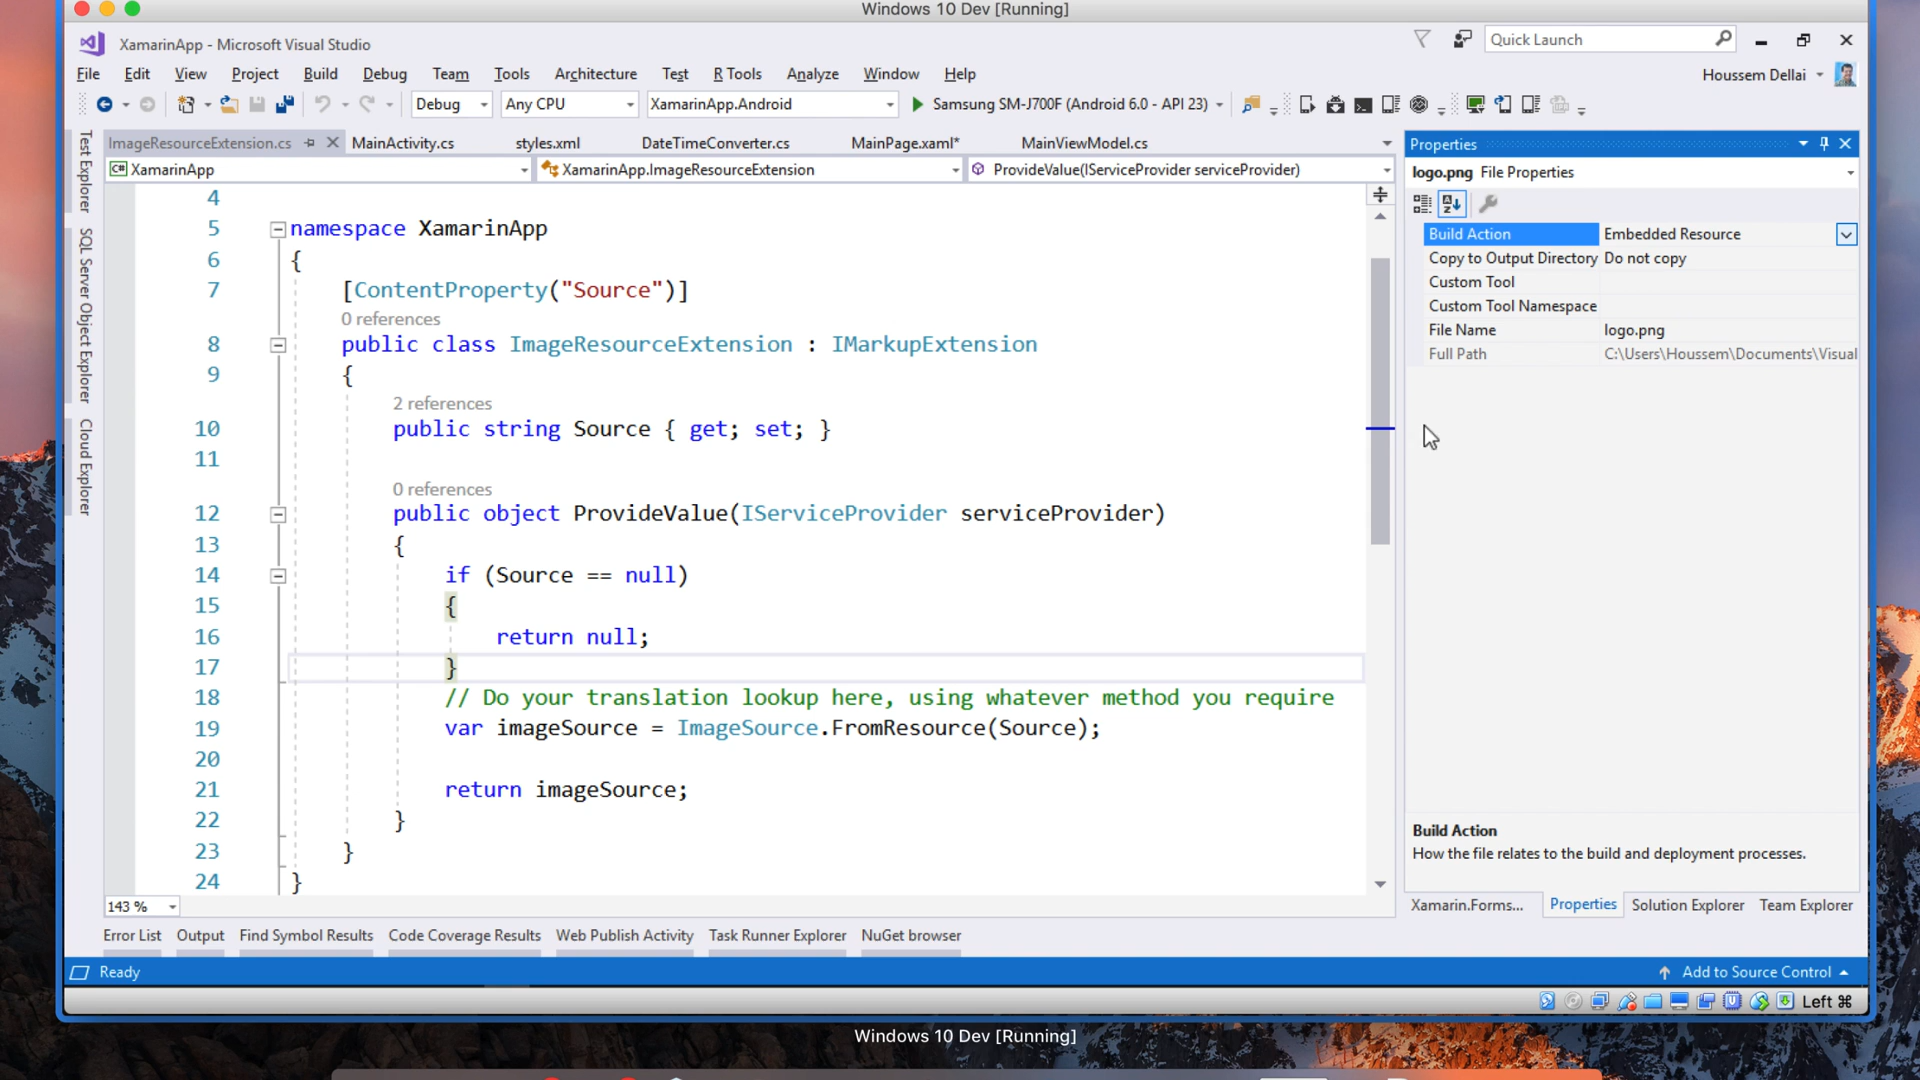 Windows 10 Dev [Running]
XamarinApp - Microsoft Visual Studio
Quick Launch
File Edit View Project Build Debug Team Tools Architecture Test R Tools Analyze Window Help
Houssem Dellai
Debug Any CPU XamarinApp.Android Samsung SM-J700F (Android 6.0 - API 23)
ImageResourceExtension.cs MainActivity.cs styles.xml DateTimeConverter.cs MainPage.xaml* MainViewModel.cs
C# XamarinApp XamarinApp.ImageResourceExtension ProvideValue(IServiceProvider serviceProvider)
Test Explorer
SQL Server Object Explorer
Cloud Explorer
4
5 namespace XamarinApp
6 {
7 [ContentProperty("Source")]
0 references
8 public class ImageResourceExtension : IMarkupExtension
9 {
2 references
10 public string Source { get; set; }
11
0 references
12 public object ProvideValue(IServiceProvider serviceProvider)
13 {
14 if (Source == null)
15 {
16 return null;
17 }
18 // Do your translation lookup here, using whatever method you require
19 var imageSource = ImageSource.FromResource(Source);
20
21 return imageSource;
22 }
23 }
24 }
143 %
Properties
logo.png File Properties
Build Action Embedded Resource
Copy to Output Directory Do not copy
Custom Tool
Custom Tool Namespace
File Name logo.png
Full Path C:\Users\Houssem\Documents\Visual
Build Action
How the file relates to the build and deployment processes.
Xamarin.Forms... Properties Solution Explorer Team Explorer
Error List Output Find Symbol Results Code Coverage Results Web Publish Activity Task Runner Explorer NuGet browser
Ready
Add to Source Control
Left ⌘
Windows 10 Dev [Running]